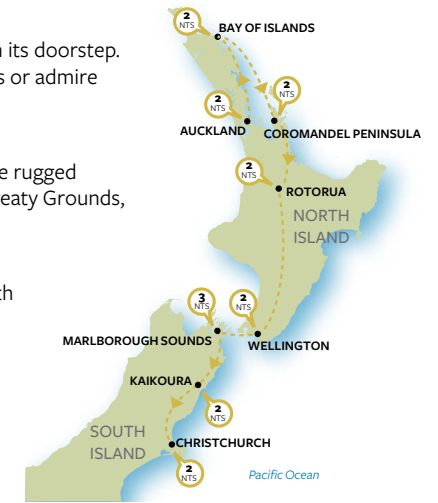 n its doorstep.
s or admire
e rugged
reaty Grounds,
th
2
NTS
BAY OF ISLANDS
2
NTS
AUCKLAND
2
NTS
COROMANDEL PENINSULA
2
NTS
ROTORUA
NORTH
ISLAND
3
NTS
MARLBOROUGH SOUNDS
2
NTS
WELLINGTON
KAIKOURA
2
NTS
SOUTH
ISLAND
CHRISTCHURCH
2
NTS
Pacific Ocean